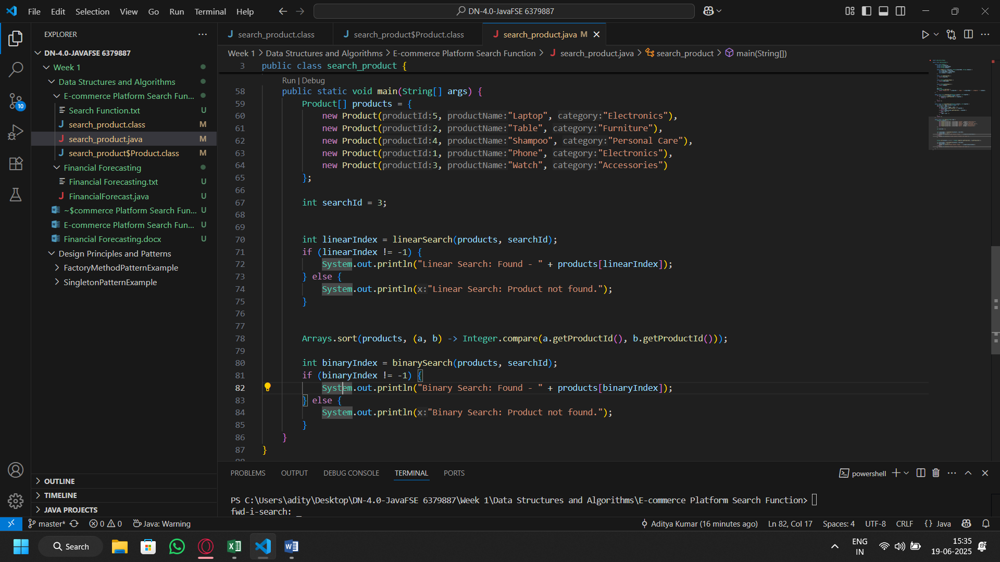 File Edit Selection View Go Run Terminal Help
DN-4.0-JavaFSE 6379887
EXPLORER
DN-4.0-JAVAFSE 6379887
Week 1
Data Structures and Algorithms
E-commerce Platform Search Fun...
Search Function.txt U
search_product.class M
search_product.java M
search_product$Product.class M
Financial Forecasting
Financial Forecasting.txt U
FinancialForecast.java U
~$commerce Platform Search Fun... U
E-commerce Platform Search Fun... U
Financial Forecasting.docx U
Design Principles and Patterns
FactoryMethodPatternExample
SingletonPatternExample
OUTLINE
TIMELINE
JAVA PROJECTS
10
search_product.class
search_product$Product.class
search_product.java M
Week 1 > Data Structures and Algorithms > E-commerce Platform Search Function > search_product.java > search_product > main(String[])
3 public class search_product {
Run | Debug
58 public static void main(String[] args) {
59 Product[] products = {
60 new Product(productId:5, productName:"Laptop", category:"Electronics"),
61 new Product(productId:2, productName:"Table", category:"Furniture"),
62 new Product(productId:4, productName:"Shampoo", category:"Personal Care"),
63 new Product(productId:1, productName:"Phone", category:"Electronics"),
64 new Product(productId:3, productName:"Watch", category:"Accessories")
65 };
66
67 int searchId = 3;
68
69
70 int linearIndex = linearSearch(products, searchId);
71 if (linearIndex != -1) {
72 System.out.println("Linear Search: Found - " + products[linearIndex]);
73 } else {
74 System.out.println(x:"Linear Search: Product not found.");
75 }
76
77
78 Arrays.sort(products, (a, b) -> Integer.compare(a.getProductId(), b.getProductId()));
79
80 int binaryIndex = binarySearch(products, searchId);
81 if (binaryIndex != -1) {
82 System.out.println("Binary Search: Found - " + products[binaryIndex]);
83 } else {
84 System.out.println(x:"Binary Search: Product not found.");
85 }
86 }
87 }
PROBLEMS OUTPUT DEBUG CONSOLE TERMINAL PORTS
powershell
PS C:\Users\adity\Desktop\DN-4.0-JavaFSE 6379887\Week 1\Data Structures and Algorithms\E-commerce Platform Search Function>
fwd-i-search: _
master* 0 0 Java: Warning
Aditya Kumar (16 minutes ago) Ln 82, Col 17 Spaces: 4 UTF-8 CRLF {} Java
Search
ENG
IN
15:35
19-06-2025